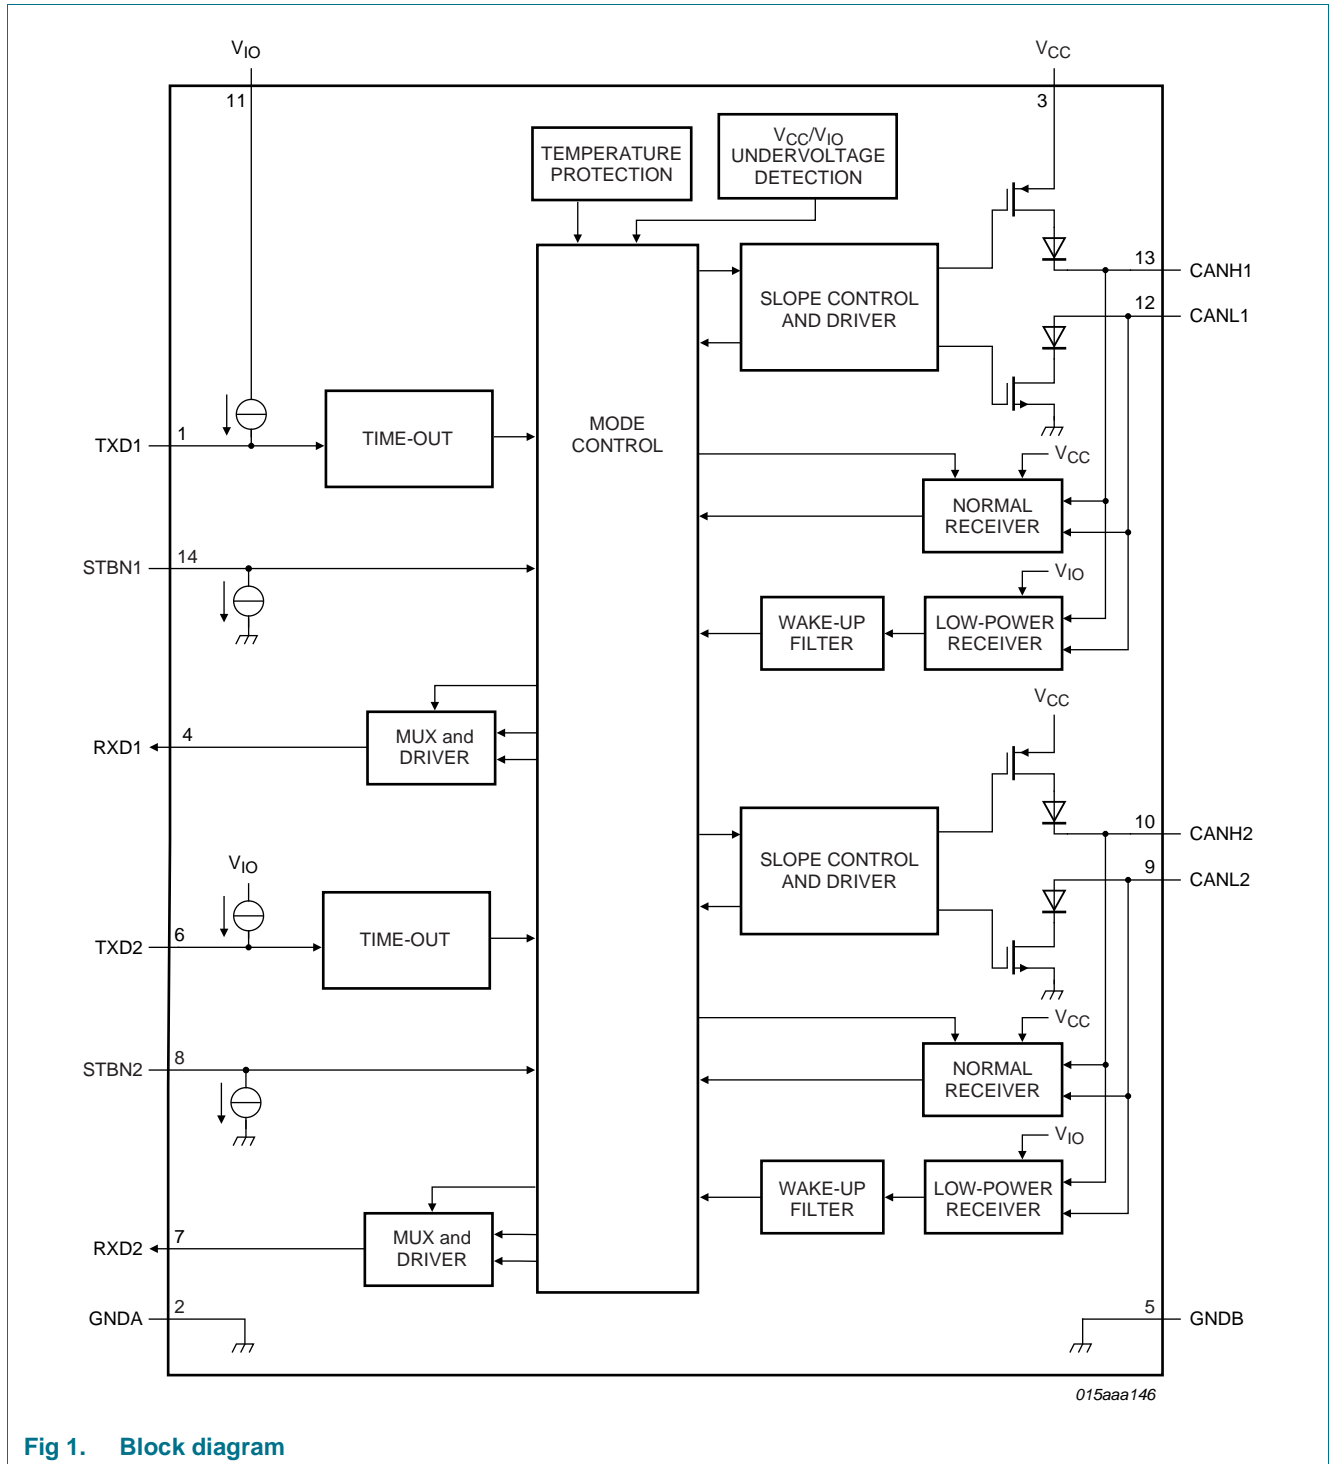 VIO
VCC
11
3
TEMPERATURE
PROTECTION
VCC/VIO
UNDERVOLTAGE
DETECTION
13
CANH1
SLOPE CONTROL
AND DRIVER
12
CANL1
MODE
CONTROL
TXD1
1
TIME-OUT
VCC
NORMAL
RECEIVER
STBN1
14
VIO
WAKE-UP
FILTER
LOW-POWER
RECEIVER
VCC
RXD1
4
MUX and
DRIVER
10
CANH2
SLOPE CONTROL
AND DRIVER
9
CANL2
VIO
TXD2
6
TIME-OUT
VCC
NORMAL
RECEIVER
STBN2
8
VIO
WAKE-UP
FILTER
LOW-POWER
RECEIVER
RXD2
7
MUX and
DRIVER
GNDA
2
5
GNDB
015aaa146
Fig 1. Block diagram